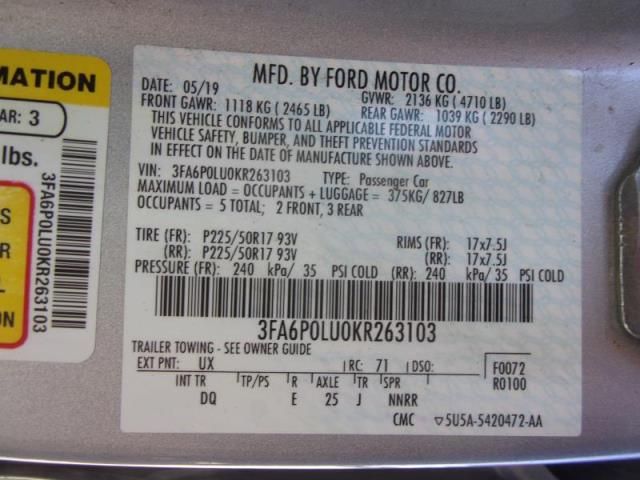 MATION
AR: 3
lbs.
S
R
L
ON
3FA6P0LU0KR263103
MFD. BY FORD MOTOR CO.
DATE: 05/19
GVWR: 2136 KG ( 4710 LB)
FRONT GAWR: 1118 KG ( 2465 LB)
REAR GAWR: 1039 KG ( 2290 LB)
THIS VEHICLE CONFORMS TO ALL APPLICABLE FEDERAL MOTOR
VEHICLE SAFETY, BUMPER, AND THEFT PREVENTION STANDARDS
IN EFFECT ON THE DATE OF MANUFACTURE SHOWN ABOVE.
VIN: 3FA6P0LU0KR263103 TYPE: Passenger Car
MAXIMUM LOAD = OCCUPANTS + LUGGAGE = 375KG/ 827LB
OCCUPANTS = 5 TOTAL; 2 FRONT, 3 REAR
TIRE (FR): P225/50R17 93V RIMS (FR): 17x7.5J
(RR): P225/50R17 93V (RR): 17x7.5J
PRESSURE (FR): 240 kPa/ 35 PSI COLD (RR): 240 kPa/ 35 PSI COLD
3FA6P0LU0KR263103
TRAILER TOWING - SEE OWNER GUIDE
EXT PNT: UX RC: 71 DSO:
F0072
R0100
INT TR TP/PS R AXLE TR SPR
DQ E 25 J NNRR
CMC ▽5U5A-5420472-AA